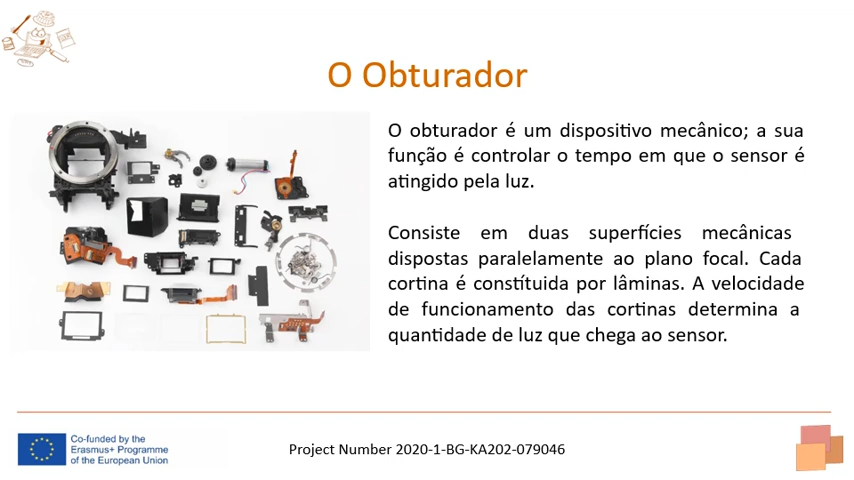 O Obturador
O obturador é um dispositivo mecânico; a sua
função é controlar o tempo em que o sensor é
atingido pela luz.
Consiste em duas superfícies mecânicas
dispostas paralelamente ao plano focal. Cada
cortina é constítuida por lâminas. A velocidade
de funcionamento das cortinas determina a
quantidade de luz que chega ao sensor.
Co-funded by the
Erasmus+ Programme
of the European Union
Project Number 2020-1-BG-KA202-079046